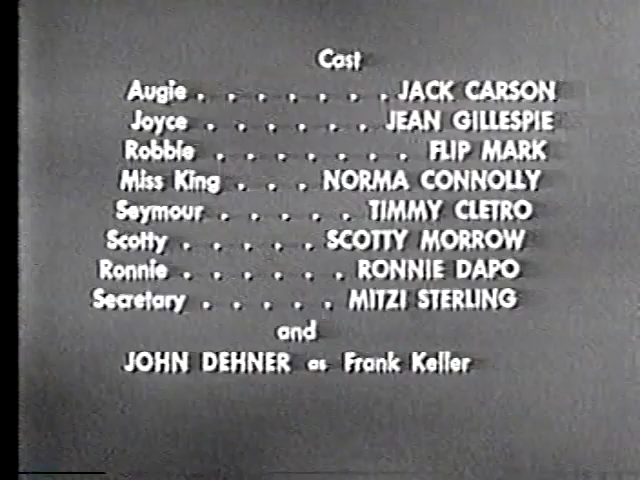 Cast
Augie . . . . . . . JACK CARSON
Joyce . . . . . . JEAN GILLESPIE
Robbie . . . . . . . FLIP MARK
Miss King . . . NORMA CONNOLLY
Seymour . . . . . TIMMY CLETRO
Scotty . . . . . SCOTTY MORROW
Ronnie . . . . . . RONNIE DAPO
Secretary . . . . . MITZI STERLING
and
JOHN DEHNER as Frank Keller